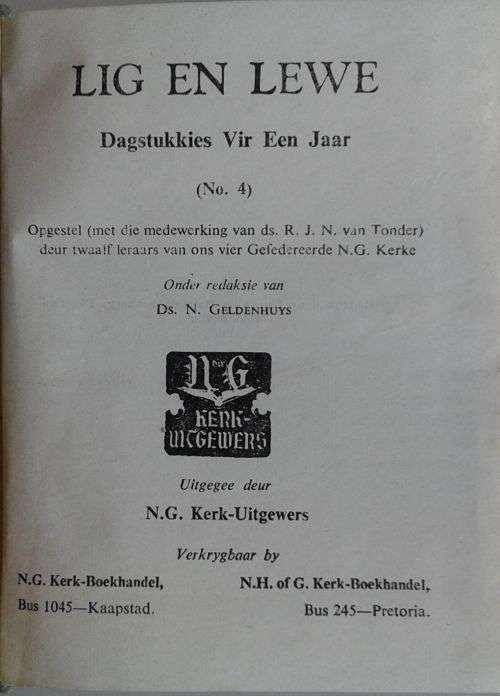 LIG EN LEWE
Dagstukkies Vir Een Jaar
(No. 4)
Opgestel (met die medewerking van ds. R. J. N. van Tonder)
deur twaalf leraars van ons vier Gefedereerde N.G. Kerke
Onder redaksie van
Ds. N. Geldenhuys
DIE
N G
KERK-
UITGEWERS
Uitgegee deur
N.G. Kerk-Uitgewers
Verkrygbaar by
N.G. Kerk-Boekhandel,
Bus 1045—Kaapstad.
N.H. of G. Kerk-Boekhandel,
Bus 245—Pretoria.